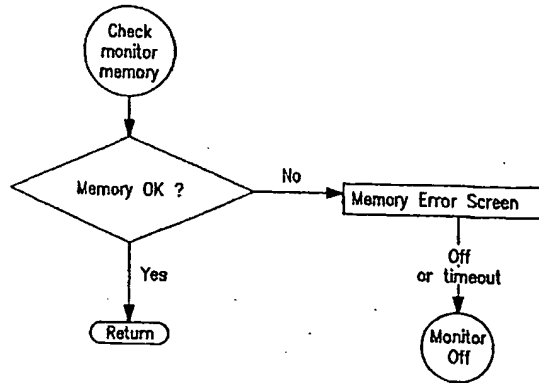 Check
monitor
memory
Memory OK ?
No
Memory Error Screen
Yes
Off
or timeout
Return
Monitor
Off